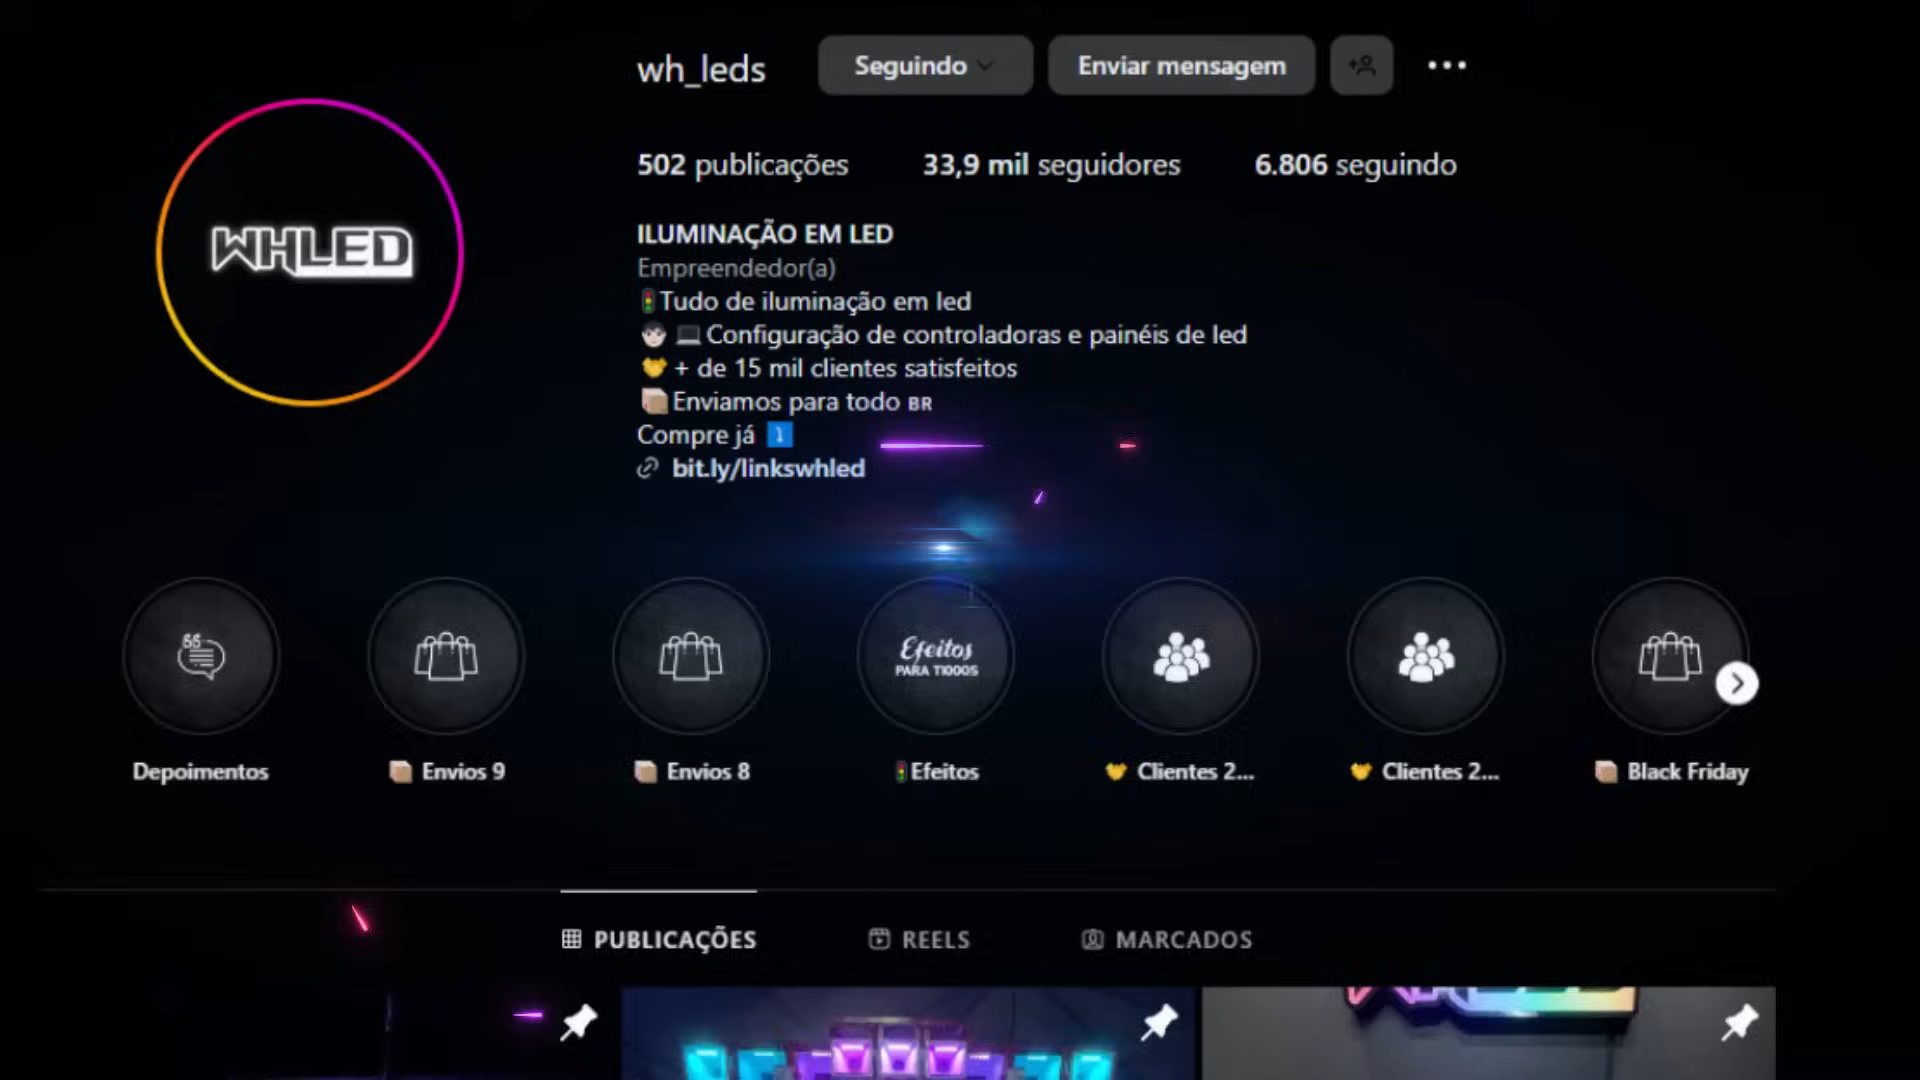 wh_leds
Seguindo
Enviar mensagem
502 publicações
33,9 mil seguidores
6.806 seguindo
WHLED
ILUMINAÇÃO EM LED
Empreendedor(a)
🚦Tudo de iluminação em led
👨🏻‍💻Configuração de controladoras e painéis de led
🤝+ de 15 mil clientes satisfeitos
📦Enviamos para todo BR
Compre já ⤵️
bit.ly/linkswhled
Efeitos
PARA T1000S
Depoimentos
📦 Envios 9
📦 Envios 8
🚦Efeitos
🤝 Clientes 2...
🤝 Clientes 2...
📦 Black Friday
PUBLICAÇÕES
REELS
MARCADOS